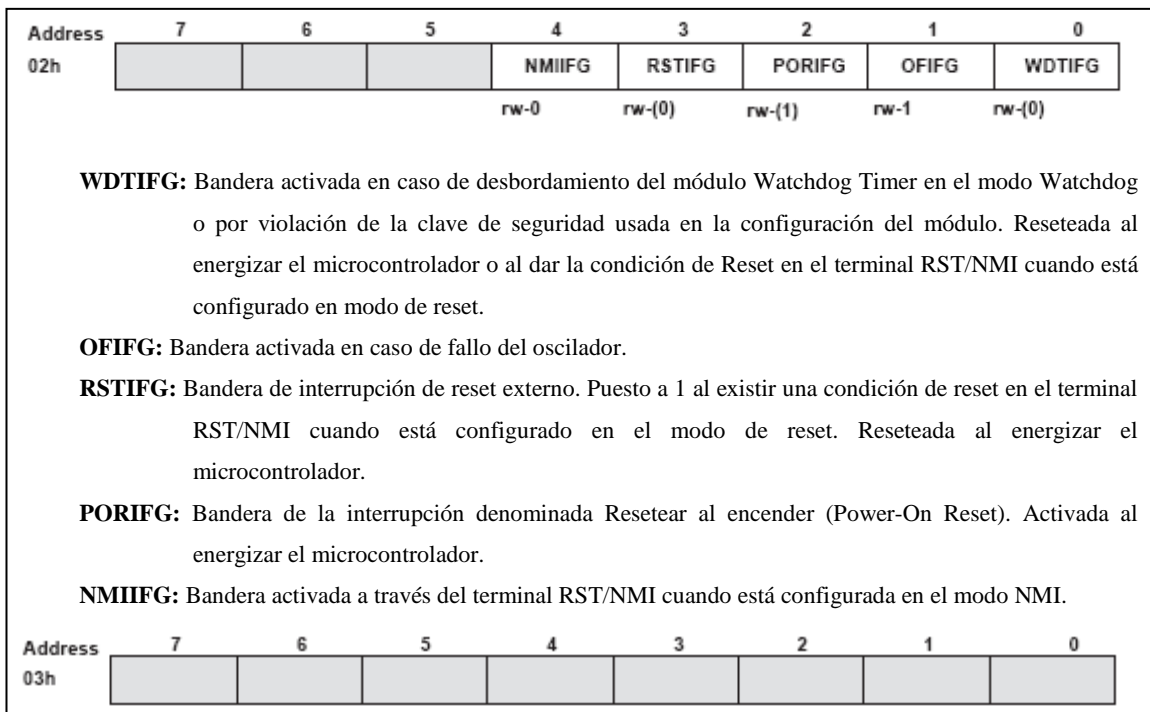 Address 7 6 5 4 3 2 1 0
02h NMIIFG RSTIFG PORIFG OFIFG WDTIFG
rw-0 rw-(0) rw-(1) rw-1 rw-(0)
WDTIFG: Bandera activada en caso de desbordamiento del módulo Watchdog Timer en el modo Watchdog
o por violación de la clave de seguridad usada en la configuración del módulo. Reseteada al
energizar el microcontrolador o al dar la condición de Reset en el terminal RST/NMI cuando está
configurado en modo de reset.
OFIFG: Bandera activada en caso de fallo del oscilador.
RSTIFG: Bandera de interrupción de reset externo. Puesto a 1 al existir una condición de reset en el terminal
RST/NMI cuando está configurado en el modo de reset. Reseteada al energizar el
microcontrolador.
PORIFG: Bandera de la interrupción denominada Resetear al encender (Power-On Reset). Activada al
energizar el microcontrolador.
NMIIFG: Bandera activada a través del terminal RST/NMI cuando está configurada en el modo NMI.
Address 7 6 5 4 3 2 1 0
03h